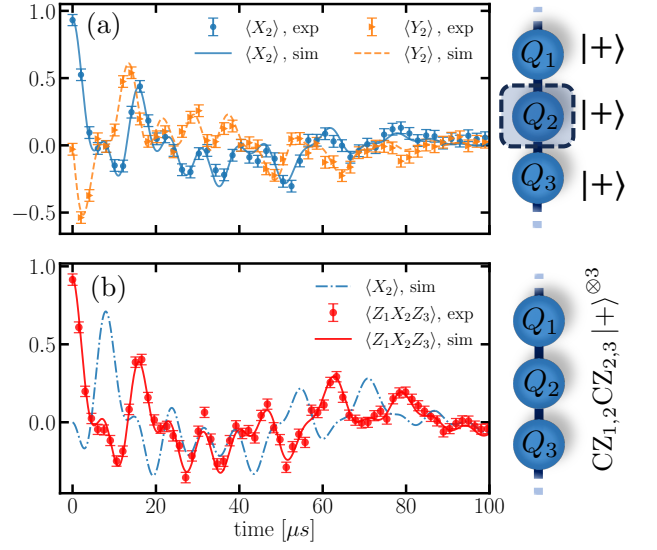 (a)
⟨X₂⟩, exp
⟨Y₂⟩, exp
⟨X₂⟩, sim
⟨Y₂⟩, sim
1.0
0.5
0.0
−0.5
Q₁ |+⟩
Q₂ |+⟩
Q₃ |+⟩
(b)
⟨X₂⟩, sim
⟨Z₁X₂Z₃⟩, exp
⟨Z₁X₂Z₃⟩, sim
1.0
0.5
0.0
0 20 40 60 80 100
time [μs]
Q₁
Q₂
Q₃
CZ₁,₂CZ₂,₃ |+⟩^⊗3